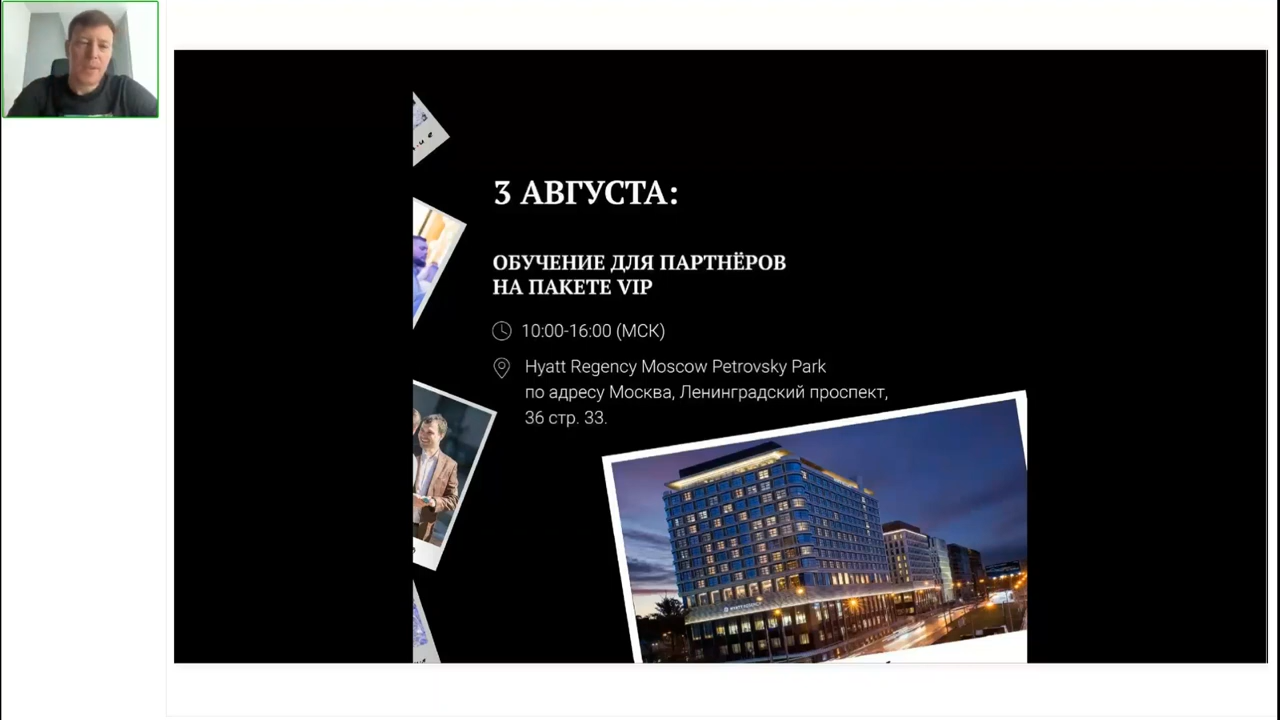 3 АВГУСТА:
ОБУЧЕНИЕ ДЛЯ ПАРТНЁРОВ
НА ПАКЕТЕ VIP
10:00-16:00 (МСК)
Hyatt Regency Moscow Petrovsky Park
по адресу Москва, Ленинградский проспект,
36 стр. 33.